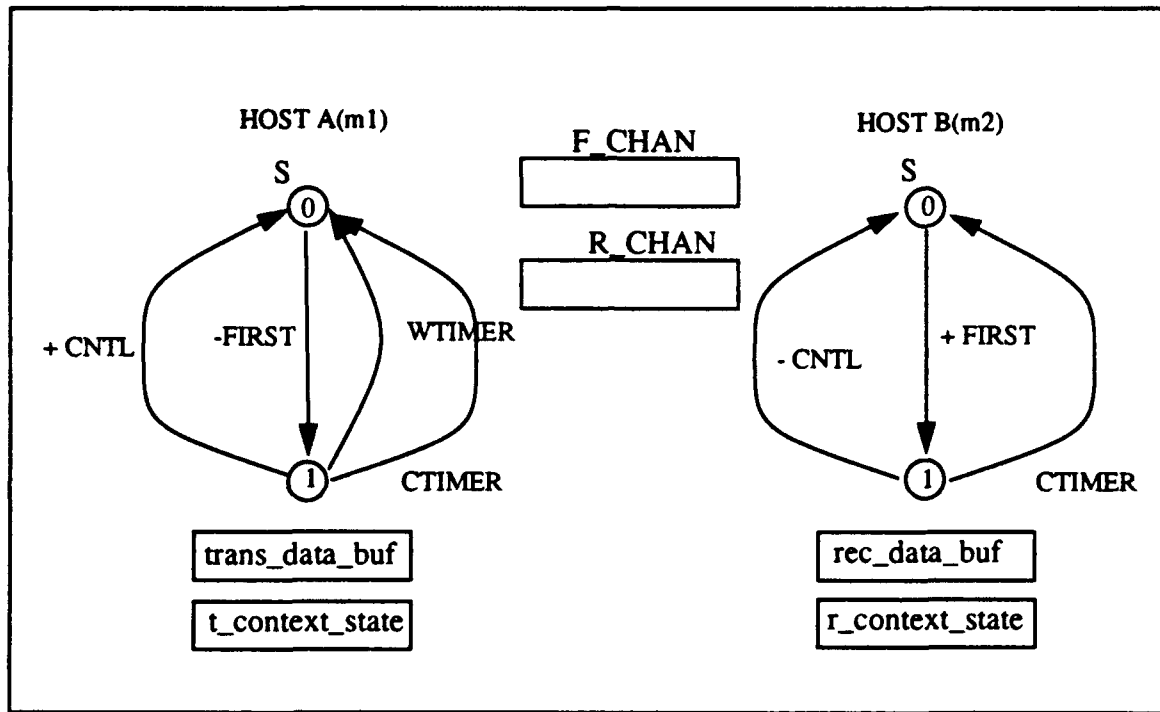 HOST A(m1)
F_CHAN
HOST B(m2)
S
0
S
0
R_CHAN
+ CNTL
-FIRST
WTIMER
- CNTL
+ FIRST
1
CTIMER
1
CTIMER
trans_data_buf
rec_data_buf
t_context_state
r_context_state